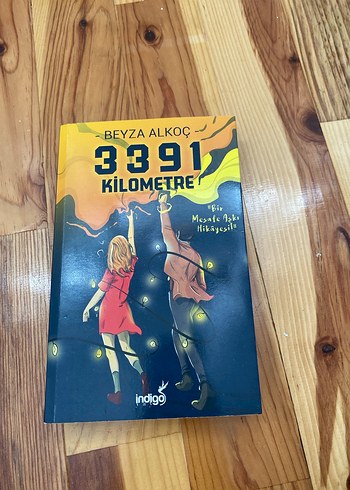 BEYZA ALKOÇ
3391
KİLOMETRE
"Bir
Mesafe Aşkı
Hikâyesi!"
indigo